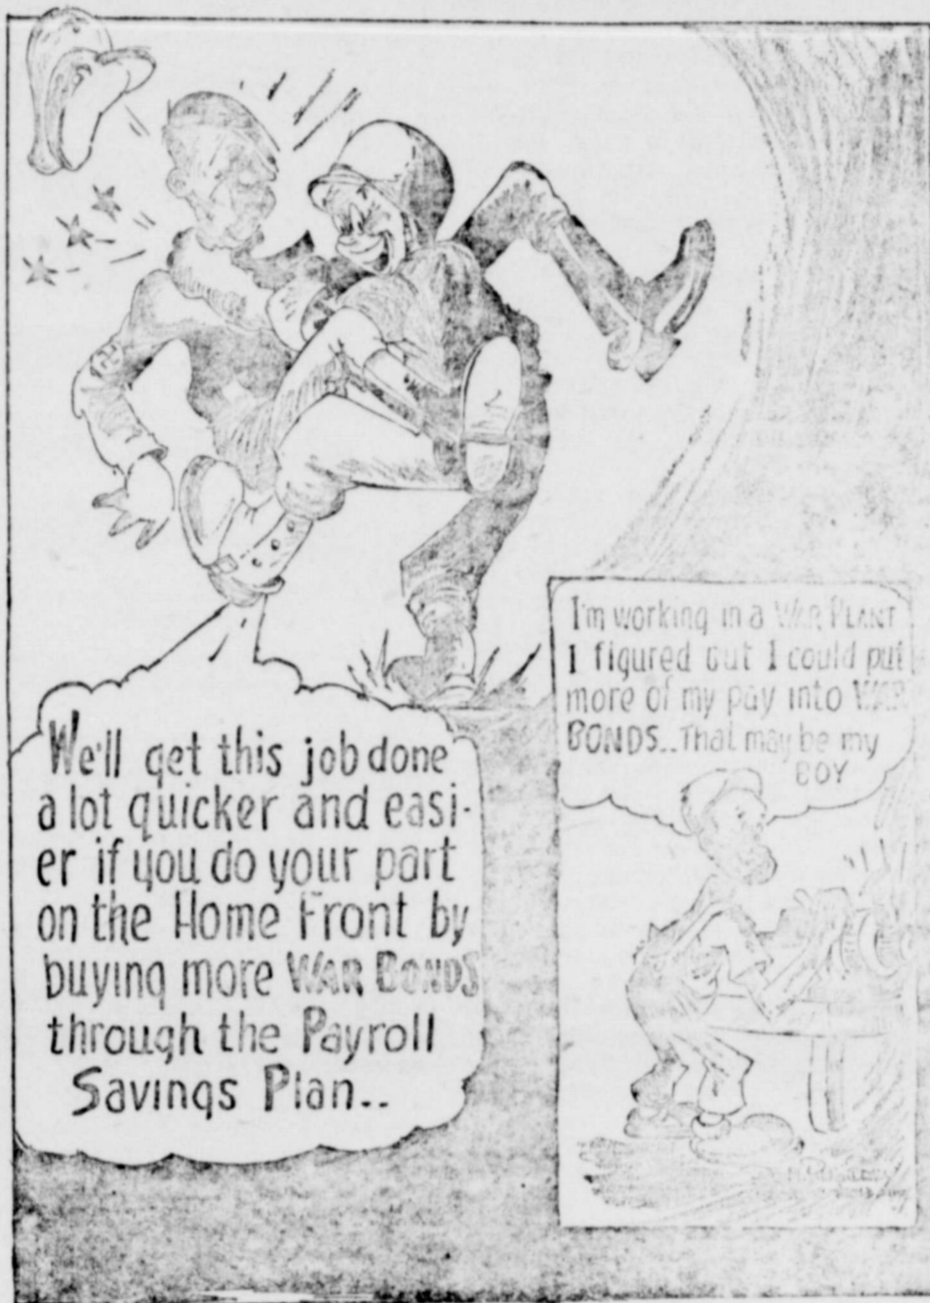 We'll get this job done
a lot quicker and easi-
er if you do your part
on the Home Front by
buying more WAR BONDS
through the Payroll
Savings Plan..
I'm working in a WAR PLANT
I figured out I could put
more of my pay into WAR
BONDS.. That may be my
BOY